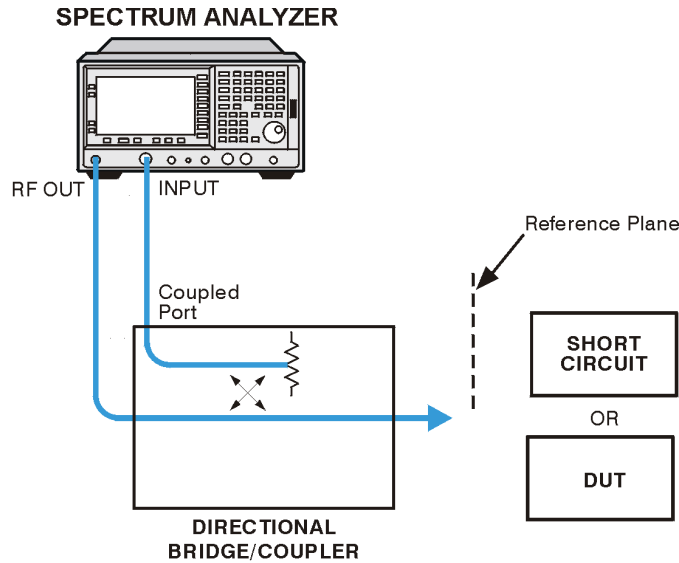 SPECTRUM ANALYZER
RF OUT
INPUT
Reference Plane
Coupled
Port
SHORT
CIRCUIT
OR
DUT
DIRECTIONAL
BRIDGE/COUPLER